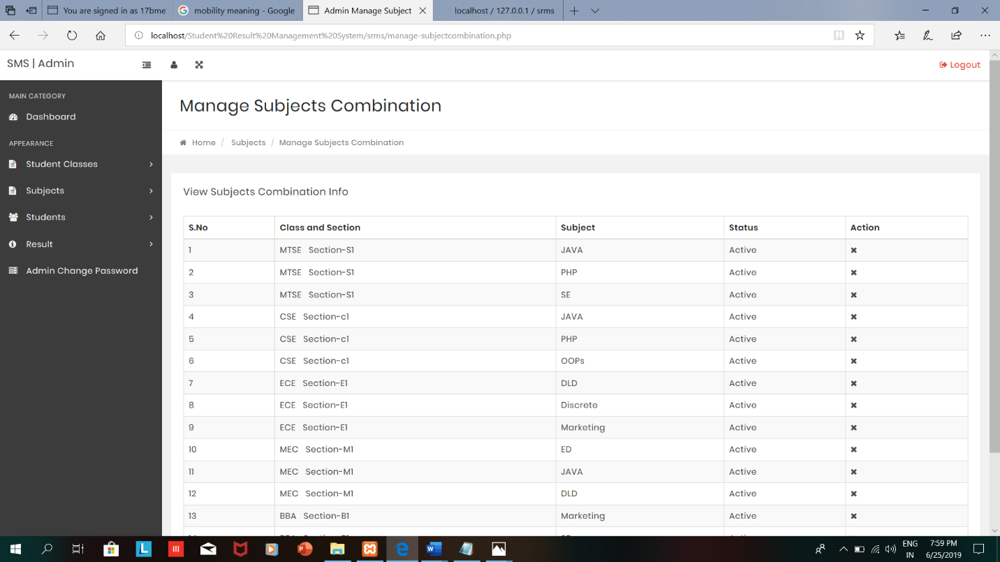 You are signed in as 17bme
mobility meaning - Google
Admin Manage Subject
localhost / 127.0.0.1 / srms
localhost/Student%20Result%20Management%20System/srms/manage-subjectcombination.php
SMS | Admin
Logout
MAIN CATEGORY
Dashboard
APPEARANCE
Student Classes
Subjects
Students
Result
Admin Change Password
Manage Subjects Combination
Home / Subjects / Manage Subjects Combination
View Subjects Combination Info
S.No Class and Section Subject Status Action
1 MTSE Section-S1 JAVA Active
2 MTSE Section-S1 PHP Active
3 MTSE Section-S1 SE Active
4 CSE Section-c1 JAVA Active
5 CSE Section-c1 PHP Active
6 CSE Section-c1 OOPs Active
7 ECE Section-E1 DLD Active
8 ECE Section-E1 Discrete Active
9 ECE Section-E1 Marketing Active
10 MEC Section-M1 ED Active
11 MEC Section-M1 JAVA Active
12 MEC Section-M1 DLD Active
13 BBA Section-B1 Marketing Active
ENG 7:59 PM
IN 6/25/2019